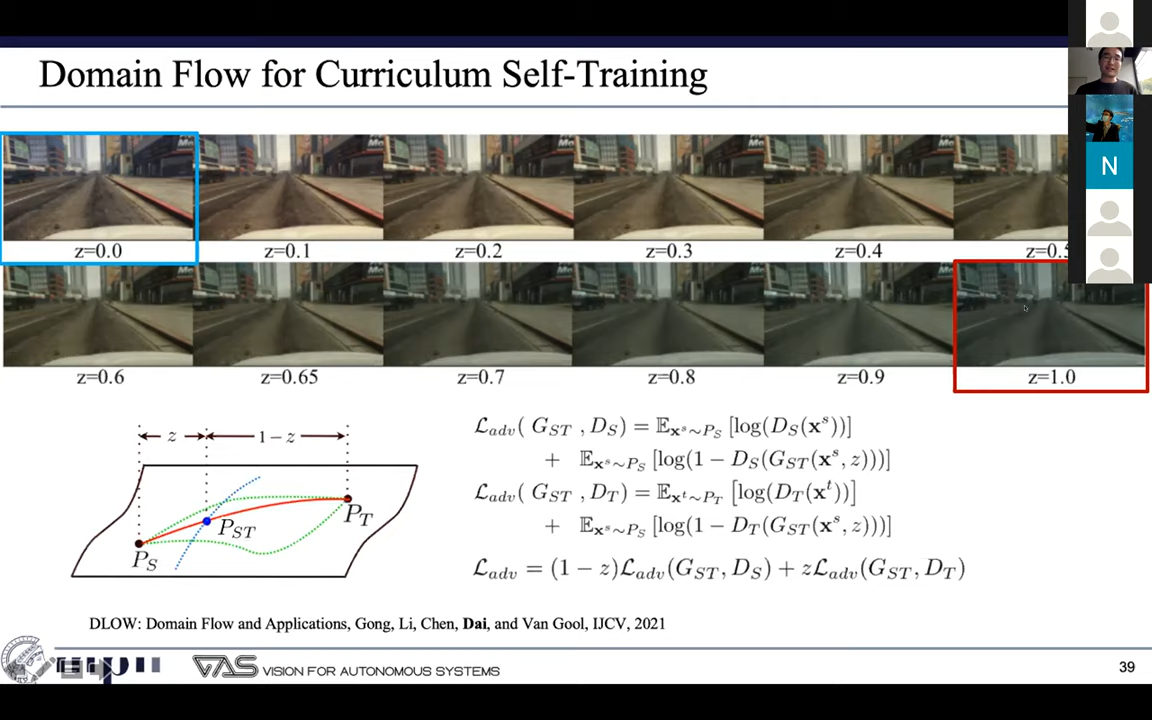 Domain Flow for Curriculum Self-Training
z=0.0 z=0.1 z=0.2 z=0.3 z=0.4
N
z=0.6 z=0.65 z=0.7 z=0.8 z=0.9 z=1.0
z 1 − z
P_S P_ST P_T
ℒ_adv( G_ST , D_S) = 𝔼_{x^s∼P_S} [log(D_S(x^s))]
+ 𝔼_{x^s∼P_S} [log(1 − D_S(G_ST(x^s, z)))]
ℒ_adv( G_ST , D_T) = 𝔼_{x^t∼P_T} [log(D_T(x^t))]
+ 𝔼_{x^s∼P_S} [log(1 − D_T(G_ST(x^s, z)))]
ℒ_adv = (1 − z)ℒ_adv(G_ST, D_S) + zℒ_adv(G_ST, D_T)
DLOW: Domain Flow and Applications, Gong, Li, Chen, Dai, and Van Gool, IJCV, 2021
VAS VISION FOR AUTONOMOUS SYSTEMS
39